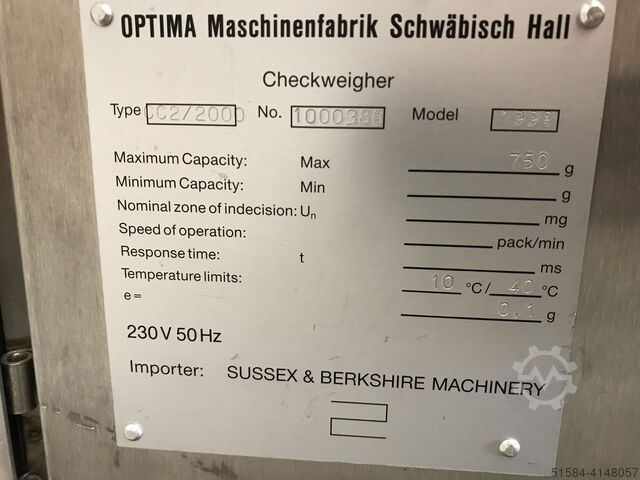 OPTIMA Maschinenfabrik Schwäbisch Hall
Checkweigher
Type CC2/2000 No. 1000388 Model 1998
Maximum Capacity: Max 750 g
Minimum Capacity: Min g
Nominal zone of indecision: Un mg
Speed of operation: pack/min
Response time: t ms
Temperature limits: 10 °C/ 40 °C
e= 0,1 g
230V 50Hz
Importer: SUSSEX & BERKSHIRE MACHINERY
51584-4148057